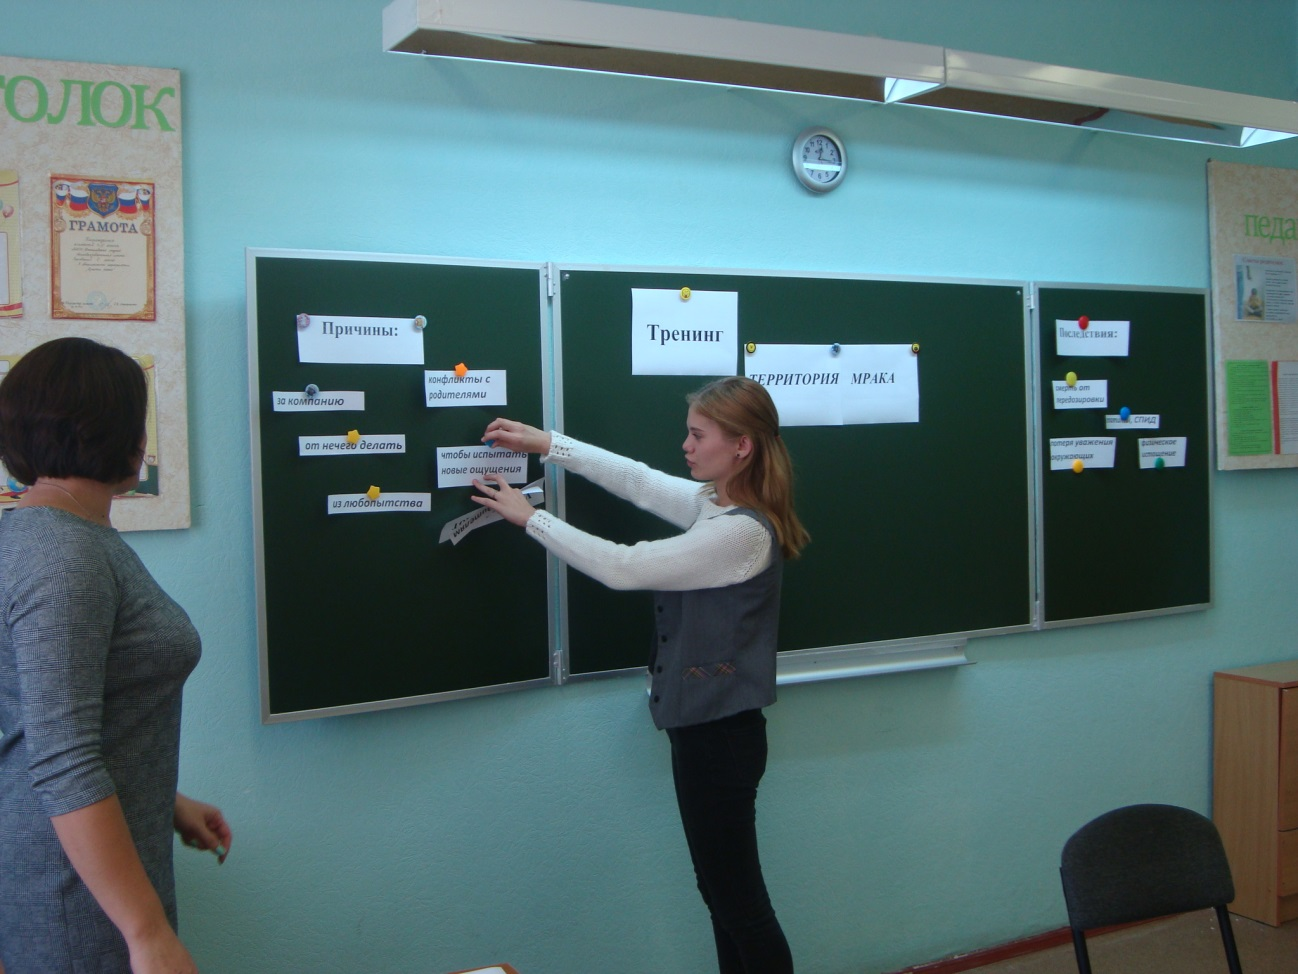 ГРАМОТА
Причины:
за компанию
конфликты с
родителями
от нечего делать
чтобы испытать
новые ощущения
из любопытства
Тренинг
ТЕРРИТОРИЯ МРАКА
Последствия:
смерть от
передозировки
СПИД
потеря уважения
окружающих
физическое
истощение
педа